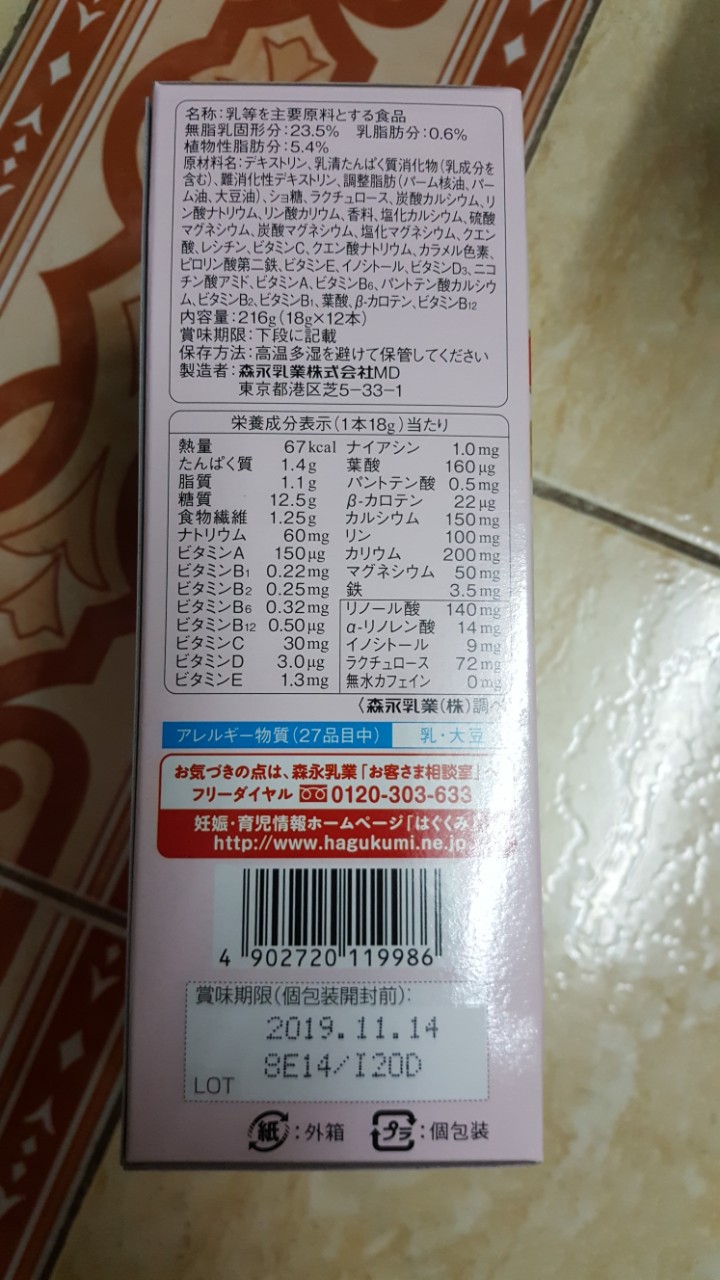 名称:乳等を主要原料とする食品
無脂乳固形分:23.5% 乳脂肪分:0.6%
植物性脂肪分:5.4%
原材料名:デキストリン、乳清たんぱく質消化物(乳成分を
含む)、難消化性デキストリン、調整脂肪(パーム核油、パー
ム油、大豆油)、ショ糖、ラクチュロース、炭酸カルシウム、リ
ン酸ナトリウム、リン酸カリウム、香料、塩化カルシウム、硫酸
マグネシウム、炭酸マグネシウム、塩化マグネシウム、クエン
酸、レシチン、ビタミンC、クエン酸ナトリウム、カラメル色素、
ピロリン酸第二鉄、ビタミンE、イノシトール、ビタミンD3、ニコ
チン酸アミド、ビタミンA、ビタミンB6、パントテン酸カルシウ
ム、ビタミンB2、ビタミンB1、葉酸、β-カロテン、ビタミンB12
内容量:216g(18g×12本)
賞味期限:下段に記載
保存方法:高温多湿を避けて保管してください
製造者:森永乳業株式会社MD
東京都港区芝5-33-1
栄養成分表示(1本18g)当たり
熱量 67kcal ナイアシン 1.0mg
たんぱく質 1.4g 葉酸 160μg
脂質 1.1g パントテン酸 0.5mg
糖質 12.5g β-カロテン 22μg
食物繊維 1.25g カルシウム 150mg
ナトリウム 60mg リン 100mg
ビタミンA 150μg カリウム 200mg
ビタミンB1 0.22mg マグネシウム 50mg
ビタミンB2 0.25mg 鉄 3.5mg
ビタミンB6 0.32mg リノール酸 140mg
ビタミンB12 0.50μg α-リノレン酸 14mg
ビタミンC 30mg イノシトール 9mg
ビタミンD 3.0μg ラクチュロース 72mg
ビタミンE 1.3mg 無水カフェイン 0mg
〈森永乳業(株)調べ
アレルギー物質(27品目中) 乳・大豆
お気づきの点は、森永乳業「お客さま相談室」へ
フリーダイヤル 0120-303-633
妊娠・育児情報ホームページ「はぐくみ」
http://www.hagukumi.ne.jp
4 902720 119986
賞味期限(個包装開封前):
2019.11.14
8E14/I20D
LOT
紙:外箱 プラ:個包装